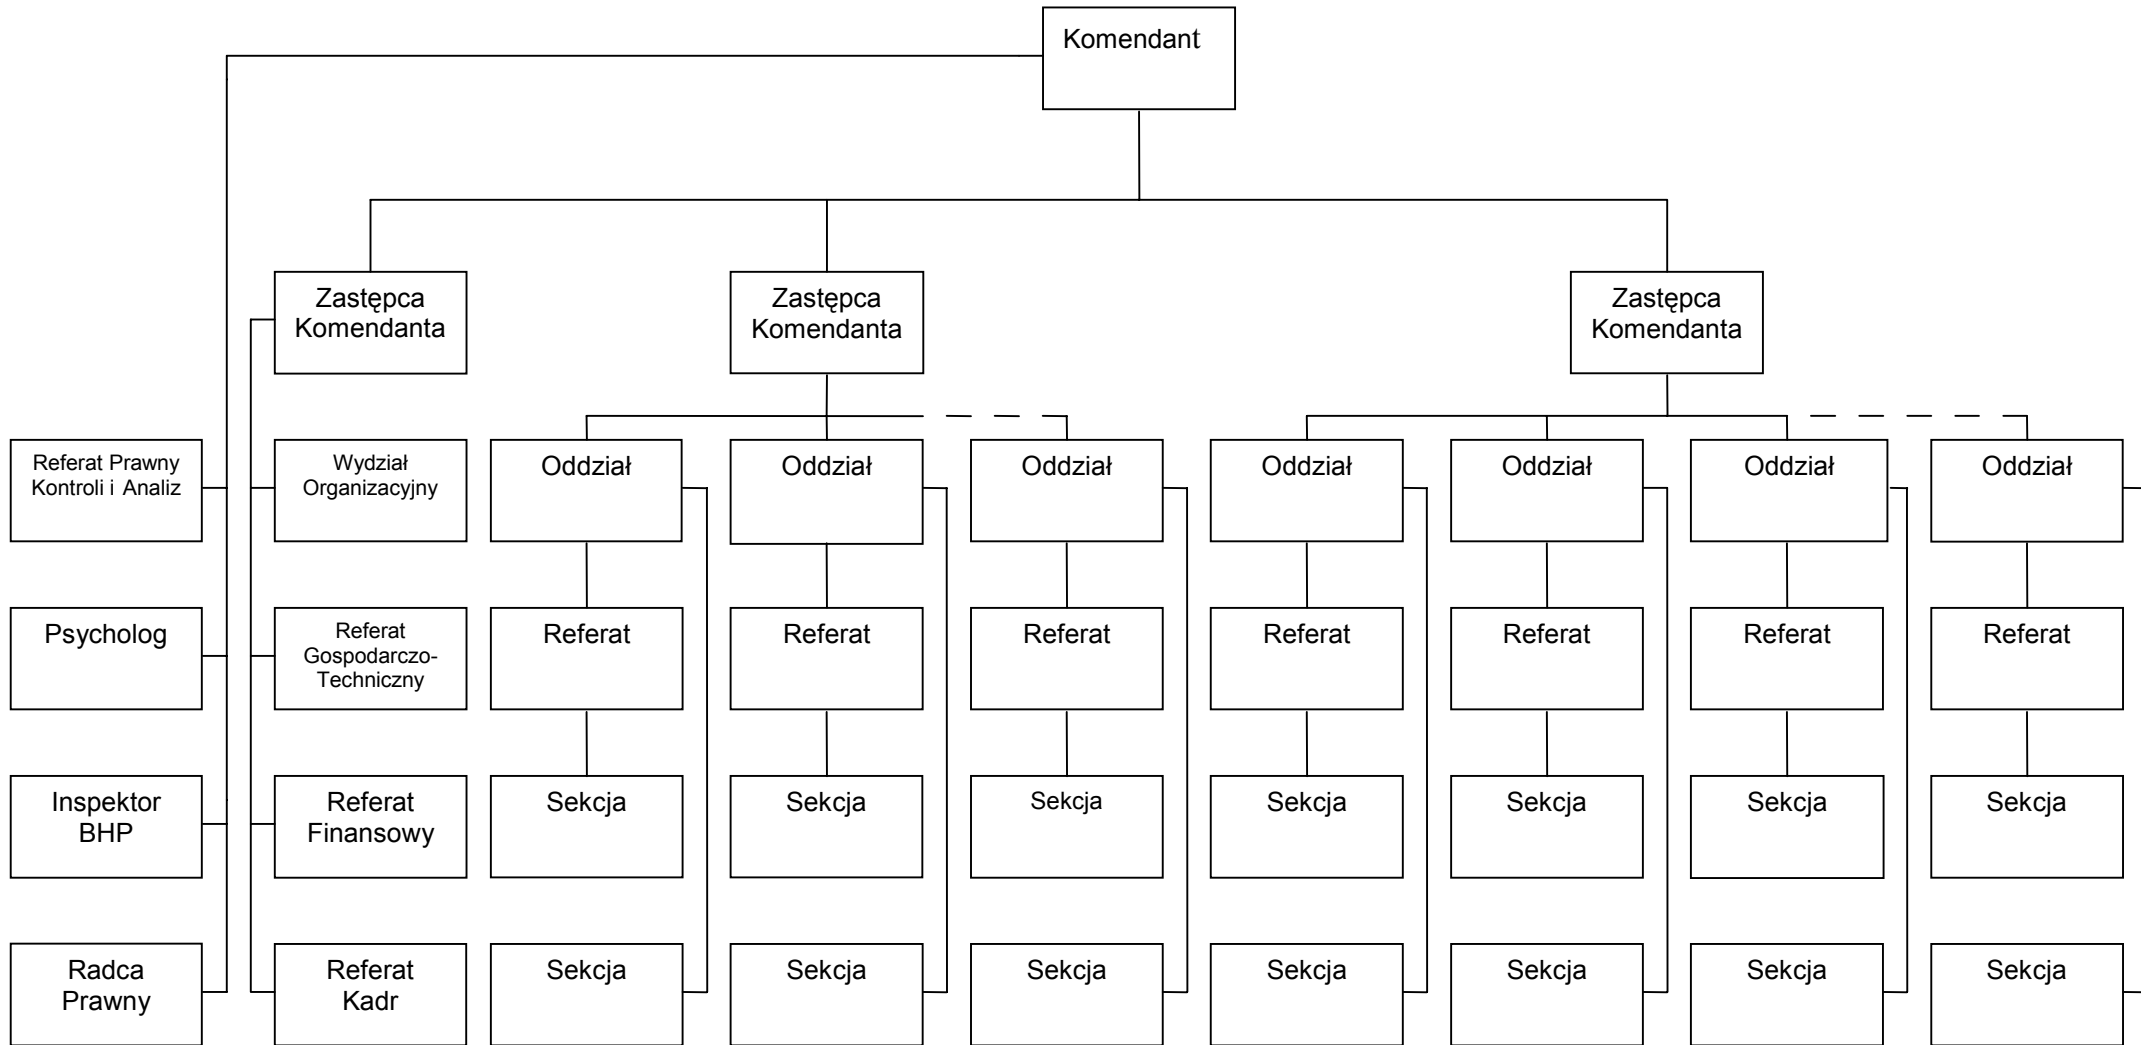 Komendant
Zastępca
Komendanta
Zastępca
Komendanta
Zastępca
Komendanta
Referat Prawny
Kontroli i Analiz
Wydział
Organizacyjny
Oddział
Oddział
Oddział
Oddział
Oddział
Oddział
Oddział
Psycholog
Referat
Gospodarczo-
Techniczny
Referat
Referat
Referat
Referat
Referat
Referat
Referat
Inspektor
BHP
Referat
Finansowy
Sekcja
Sekcja
Sekcja
Sekcja
Sekcja
Sekcja
Sekcja
Radca
Prawny
Referat
Kadr
Sekcja
Sekcja
Sekcja
Sekcja
Sekcja
Sekcja
Sekcja